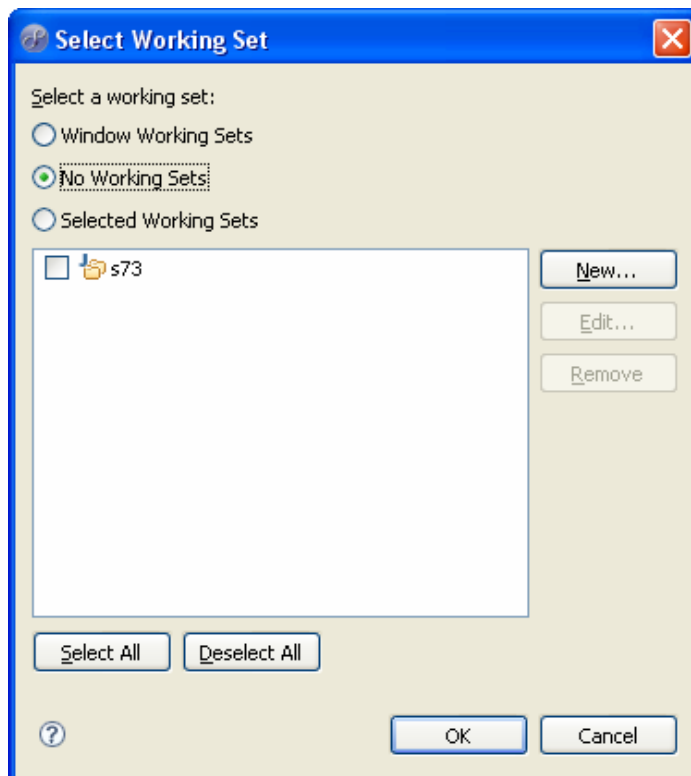 Select Working Set
Select a working set:
Window Working Sets
No Working Sets
Selected Working Sets
s73
New...
Edit...
Remove
Select All
Deselect All
?
OK
Cancel